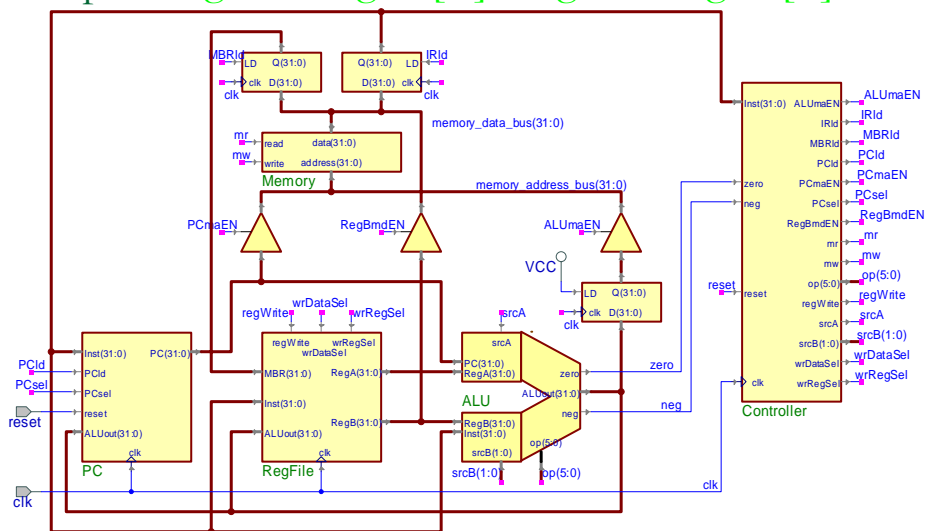 MBRld
LD
Q(31:0)
clk
D(31:0)
clk
Q(31:0)
LD
IRld
D(31:0)
clk
clk
memory_data_bus(31:0)
mr
read
data(31:0)
mw
write
address(31:0)
Memory
memory_address_bus(31:0)
PCmaEN
RegBmdEN
ALUmaEN
VCC
LD
Q(31:0)
clk
D(31:0)
clk
Inst(31:0)
zero
neg
reset
clk
ALUmaEN
IRld
MBRld
PCld
PCmaEN
PCsel
RegBmdEN
mr
mw
op(5:0)
regWrite
srcA
srcB(1:0)
wrDataSel
wrRegSel
Controller
ALUmaEN
IRld
MBRld
PCld
PCmaEN
PCsel
RegBmdEN
mr
mw
op(5:0)
regWrite
srcA
srcB(1:0)
wrDataSel
wrRegSel
reset
PCld
PCsel
reset
clk
Inst(31:0)
PC(31:0)
PCld
PCsel
reset
ALUout(31:0)
clk
PC
regWrite
wrDataSel
wrRegSel
regWrite
wrRegSel
wrDataSel
MBR(31:0)
RegA(31:0)
Inst(31:0)
RegB(31:0)
ALUout(31:0)
clk
RegFile
srcA
srcA
PC(31:0)
RegA(31:0)
ALU
zero
ALUout(31:0)
neg
RegB(31:0)
Inst(31:0)
srcB(1:0)
op(5:0)
srcB(1:0)
op(5:0)
zero
neg
clk